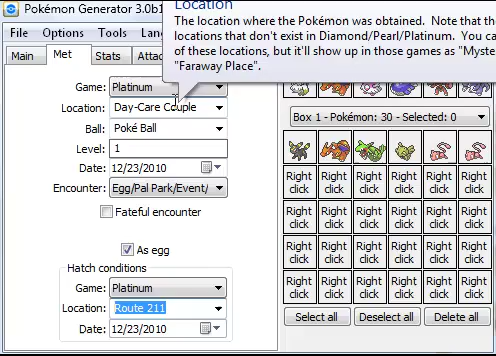 Pokémon Generator 3.0b1
Location
The location where the Pokémon was obtained. Note that th
locations that don't exist in Diamond/Pearl/Platinum. You ca
of these locations, but it'll show up in those games as "Myste
"Faraway Place".
File Options Tools Lang
Main Met Stats Attac
Game: Platinum
Location: Day-Care Couple
Ball: Poké Ball
Level: 1
Date: 12/23/2010
Encounter: Egg/Pal Park/Event/
Fateful encounter
As egg
Hatch conditions
Game: Platinum
Location: Route 211
Date: 12/23/2010
Box 1 - Pokémon: 30 - Selected: 0
Right click Right click Right click Right click Right click Right click
Right click Right click Right click Right click Right click Right click
Right click Right click Right click Right click Right click Right click
Right click Right click Right click Right click Right click Right click
Select all Deselect all Delete all